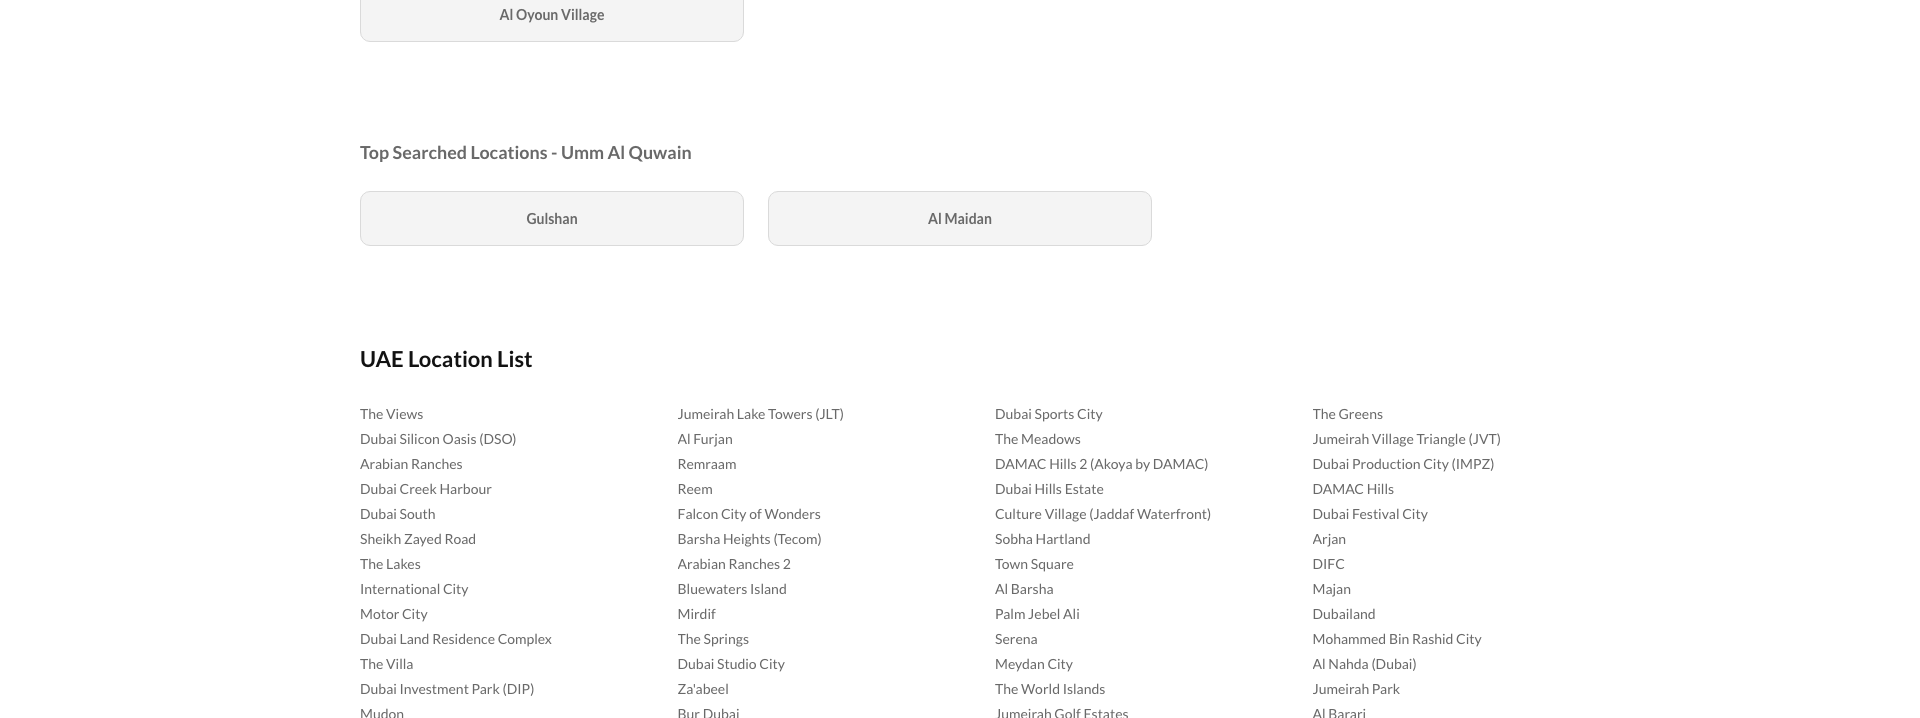 Al Oyoun Village
Top Searched Locations - Umm Al Quwain
Gulshan
Al Maidan
UAE Location List
The Views
Jumeirah Lake Towers (JLT)
Dubai Sports City
The Greens
Dubai Silicon Oasis (DSO)
Al Furjan
The Meadows
Jumeirah Village Triangle (JVT)
Arabian Ranches
Remraam
DAMAC Hills 2 (Akoya by DAMAC)
Dubai Production City (IMPZ)
Dubai Creek Harbour
Reem
Dubai Hills Estate
DAMAC Hills
Dubai South
Falcon City of Wonders
Culture Village (Jaddaf Waterfront)
Dubai Festival City
Sheikh Zayed Road
Barsha Heights (Tecom)
Sobha Hartland
Arjan
The Lakes
Arabian Ranches 2
Town Square
DIFC
International City
Bluewaters Island
Al Barsha
Majan
Motor City
Mirdif
Palm Jebel Ali
Dubailand
Dubai Land Residence Complex
The Springs
Serena
Mohammed Bin Rashid City
The Villa
Dubai Studio City
Meydan City
Al Nahda (Dubai)
Dubai Investment Park (DIP)
Za'abeel
The World Islands
Jumeirah Park
Mudon
Bur Dubai
Jumeirah Golf Estates
Al Barari